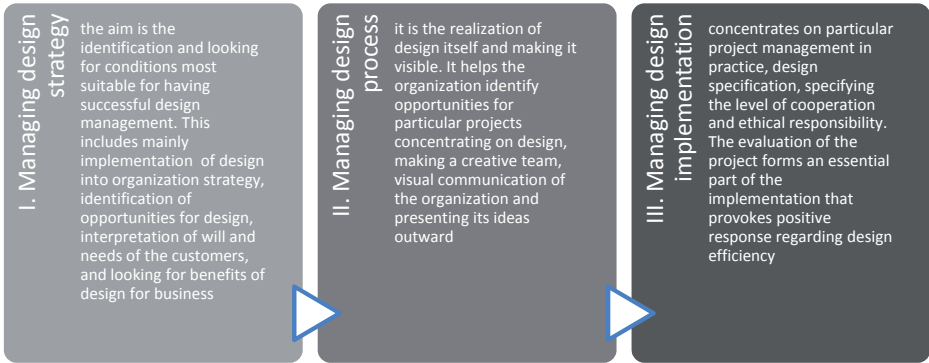 I. Managing design
strategy
the aim is the
identification and looking
for conditions most
suitable for having
successful design
management. This
includes mainly
implementation of design
into organization strategy,
identification of
opportunities for design,
interpretation of will and
needs of the customers,
and looking for benefits of
design for business
II. Managing design
process
it is the realization of
design itself and making it
visible. It helps the
organization identify
opportunities for
particular projects
concentrating on design,
making a creative team,
visual communication of
the organization and
presenting its ideas
outward
III. Managing design
implementation
concentrates on particular
project management in
practice, design
specification, specifying
the level of cooperation
and ethical responsibility.
The evaluation of the
project forms an essential
part of the
implementation that
provokes positive
response regarding design
efficiency